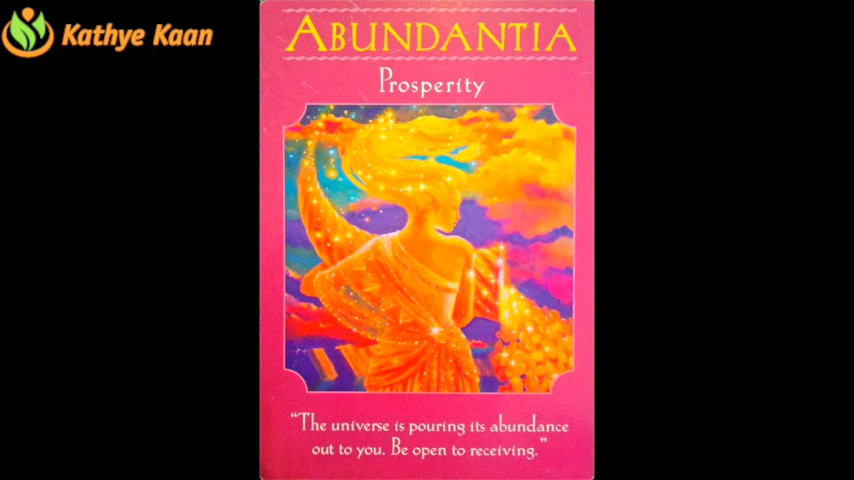 Kathye Kaan
ABUNDANTIA
Prosperity
“The universe is pouring its abundance
out to you. Be open to receiving.”